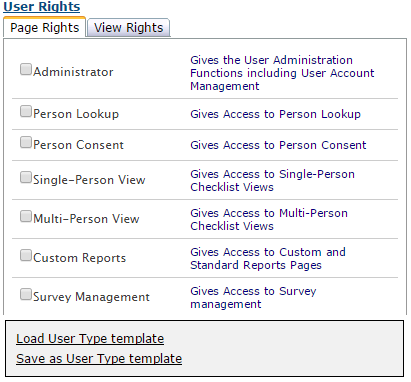 User Rights
Page Rights
View Rights
Administrator
Gives the User Administration
Functions including User Account
Management
Person Lookup
Gives Access to Person Lookup
Person Consent
Gives Access to Person Consent
Single-Person View
Gives Access to Single-Person
Checklist Views
Multi-Person View
Gives Access to Multi-Person
Checklist Views
Custom Reports
Gives Access to Custom and
Standard Reports Pages
Survey Management
Gives Access to Survey
management
Load User Type template
Save as User Type template